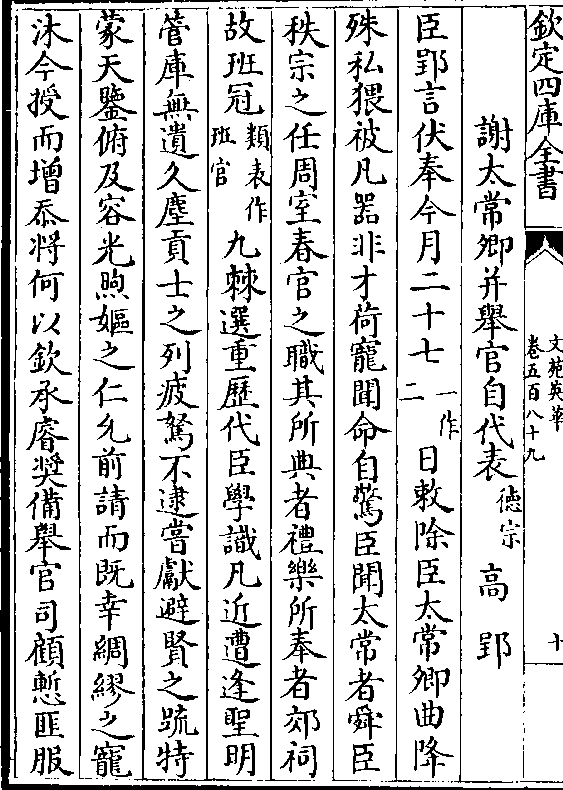 欽定四庫全書
文苑英華
卷五百八十九
十
謝太常卿并舉官自代表德宗 高郢
臣郢言伏奉今月二十七一作二日敕除臣太常卿曲降
殊私猥被凡器非才荷寵聞命自驚臣聞太常者舜臣
秩宗之任周室春官之職其所典者禮樂所奉者郊祠
故班冠類表作班官九棘選重歷代臣學識凡近遭逢聖明
管庫無遺久塵貢士之列疲駑不逮嘗獻避賢之疏特
蒙天鑒俯及容光煦嫗之仁允前請而既幸綢繆之寵
沐今授而增忝將何以欽承睿奬備舉官司顧慙匪服